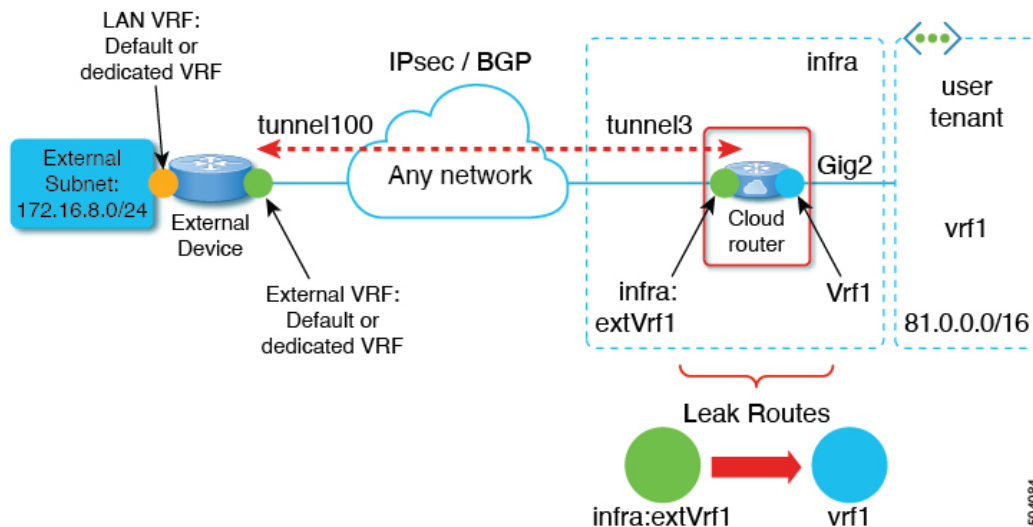 LAN VRF:
Default or
dedicated VRF
IPsec / BGP
infra
user
tenant
tunnel100
tunnel3
External
Subnet:
172.16.8.0/24
Any network
Gig2
External
Device
Cloud
router
vrf1
External VRF:
Default or
dedicated VRF
infra:
extVrf1
Vrf1
81.0.0.0/16
Leak Routes
infra:extVrf1
vrf1